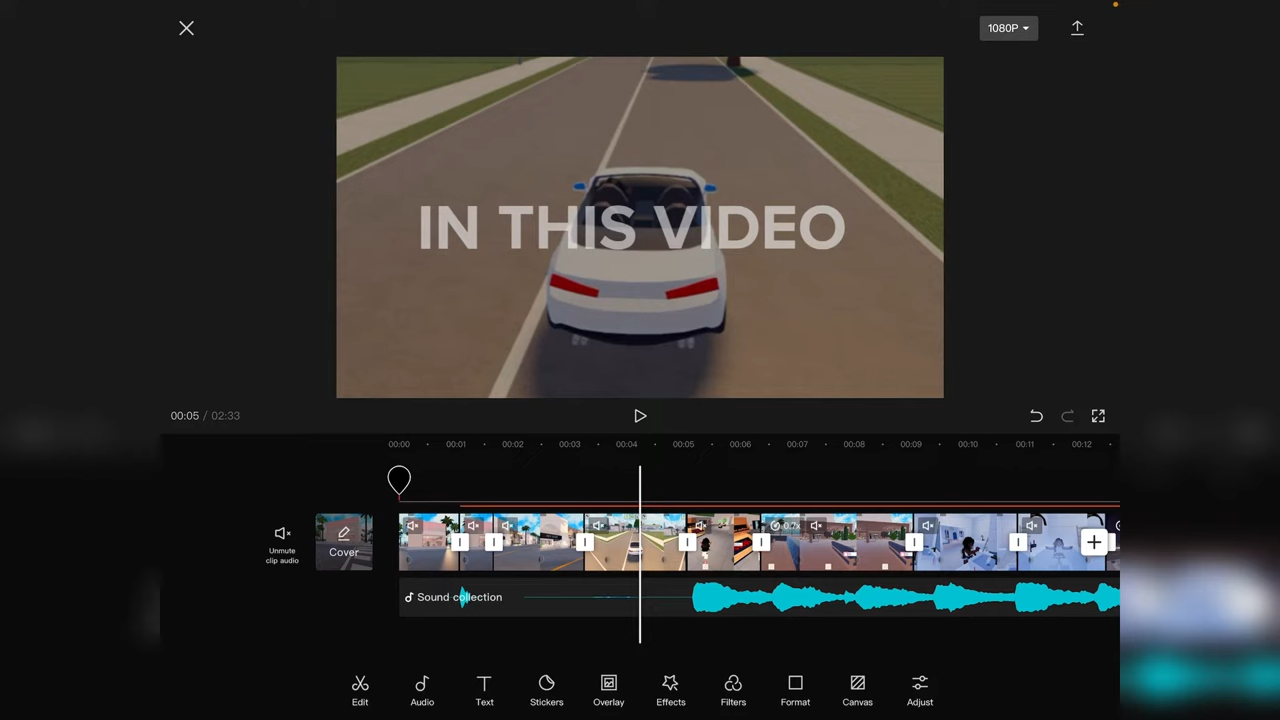 1080P
IN THIS VIDEO
00:05 / 02:33
00:00 00:01 00:02 00:03 00:04 00:05 00:06 00:07 00:08 00:09 00:10 00:11 00:12
Unmute
clip audio
Cover
0.7x
Sound collection
Edit Audio Text Stickers Overlay Effects Filters Format Canvas Adjust